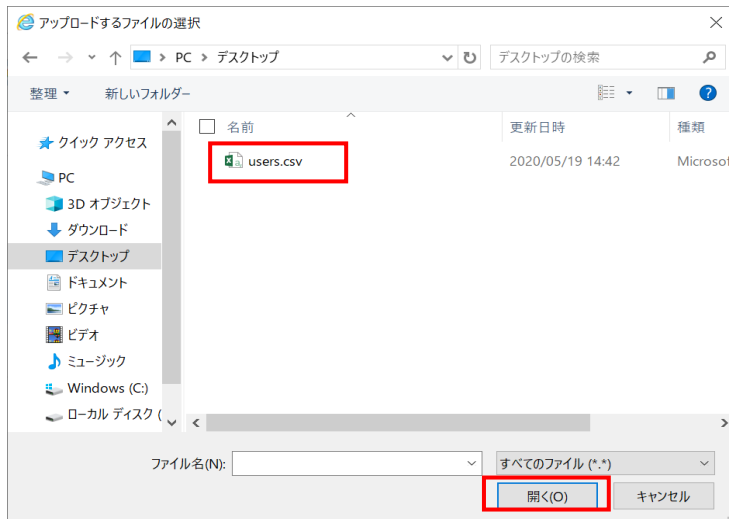 アップロードするファイルの選択
PC > デスクトップ
デスクトップの検索
整理 新しいフォルダー
名前 更新日時 種類
クイック アクセス
users.csv 2020/05/19 14:42 Microsof
PC
3D オブジェクト
ダウンロード
デスクトップ
ドキュメント
ピクチャ
ビデオ
ミュージック
Windows (C:)
ローカル ディスク (
ファイル名(N): すべてのファイル (*.*)
開く(O) キャンセル